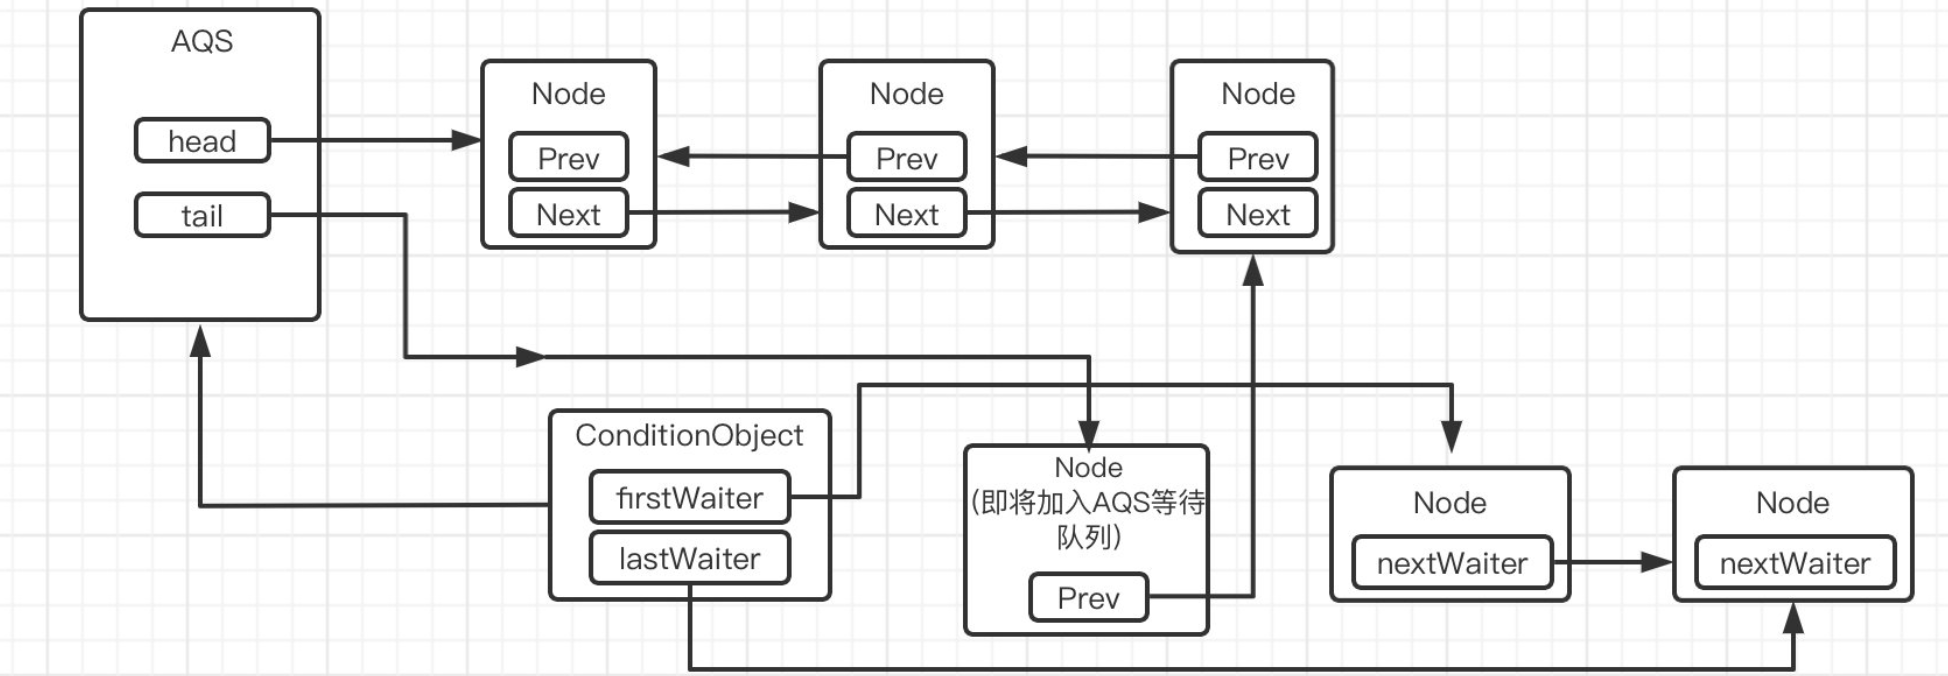 AQS
head
tail
Node
Prev
Next
Node
Prev
Next
Node
Prev
Next
ConditionObject
firstWaiter
lastWaiter
Node
(即将加入AQS等待
队列)
Prev
Node
nextWaiter
Node
nextWaiter